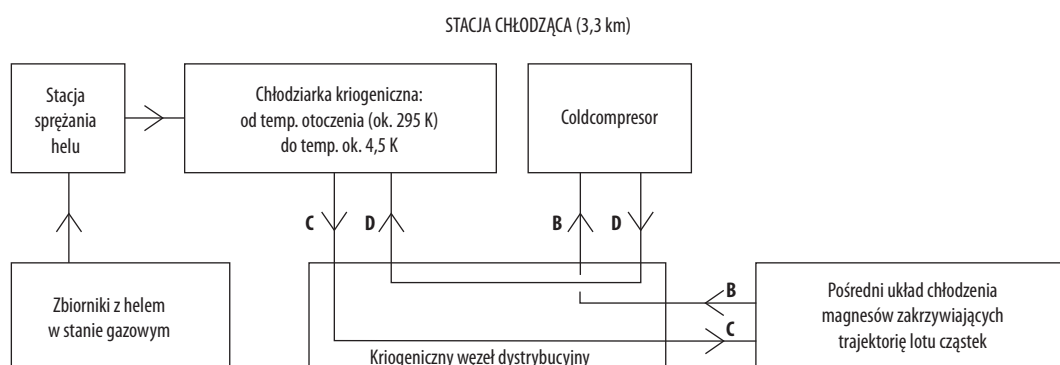 STACJA CHŁODZĄCA (3,3 km)
Stacja
sprężania
helu
Chłodziarka kriogeniczna:
od temp. otoczenia (ok. 295 K)
do temp. ok. 4,5 K
Coldcompresor
C
D
B
D
Zbiorniki z helem
w stanie gazowym
Kriogeniczny węzeł dystrybucyjny
B
C
Pośredni układ chłodzenia
magnesów zakrzywiających
trajektorię lotu cząstek